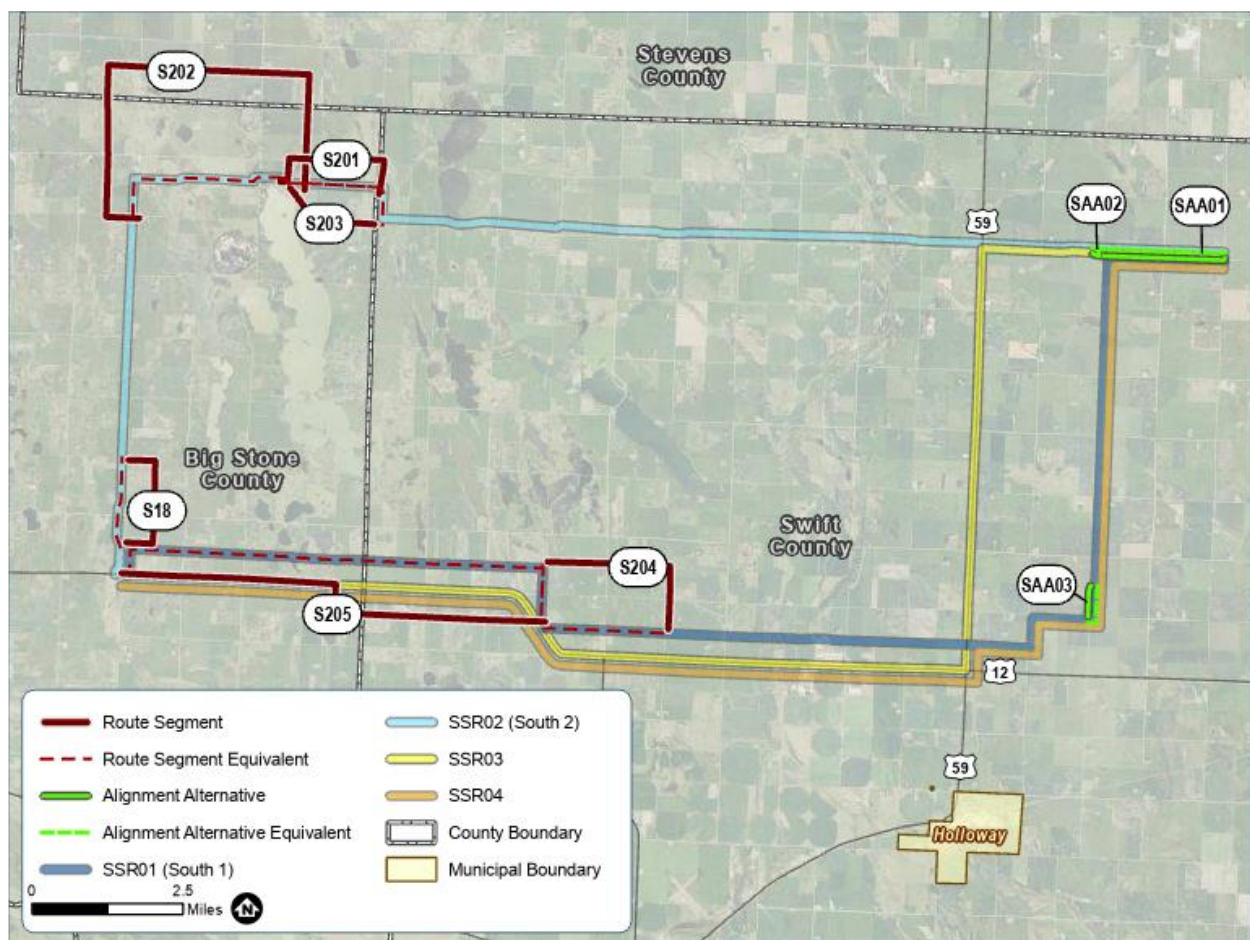 Stevens
County
S202
S201
S203
59
SAA02
SAA01
Big Stone
County
S18
Swift
County
S204
SAA03
S205
12
59
Holloway
Route Segment
Route Segment Equivalent
Alignment Alternative
Alignment Alternative Equivalent
SSR01 (South 1)
SSR02 (South 2)
SSR03
SSR04
County Boundary
Municipal Boundary
0 2.5
Miles N